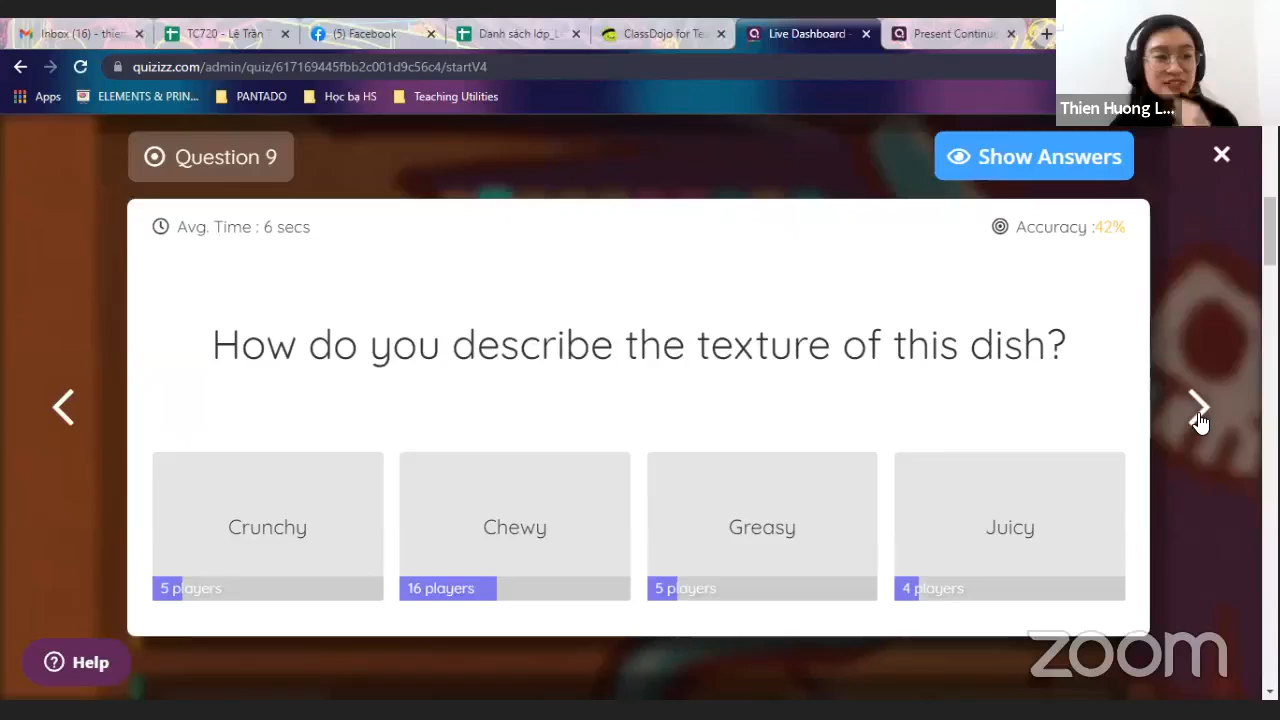 Inbox (16) - thie
TC720 - Lê Trần T
(5) Facebook
Danh sách lớp_L
ClassDojo for Te
Live Dashboard -
Present Continue
quizizz.com/admin/quiz/617169445fbb2c001d9c56c4/startV4
Apps
ELEMENTS & PRIN...
PANTADO
Học bạ HS
Teaching Utilities
Thien Huong L...
Question 9
Show Answers
Avg. Time : 6 secs
Accuracy :42%
How do you describe the texture of this dish?
Crunchy
Chewy
Greasy
Juicy
5 players
16 players
5 players
4 players
Help
zoom